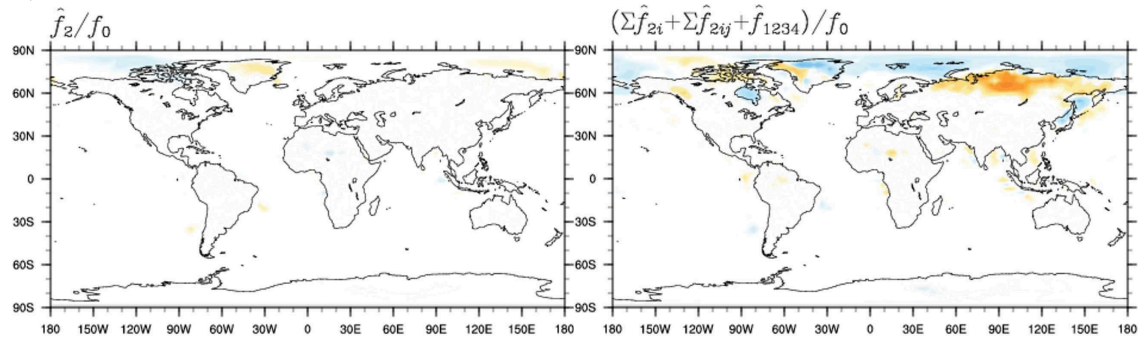 f̂₂/f₀
(Σf̂₂ᵢ+Σf̂₂ᵢⱼ+f̂₁₂₃₄)/f₀
90N 90N
60N 60N
30N 30N
0 0
30S 30S
60S 60S
90S 90S
180 150W 120W 90W 60W 30W 0 30E 60E 90E 120E 150E 180
180 150W 120W 90W 60W 30W 0 30E 60E 90E 120E 150E 180